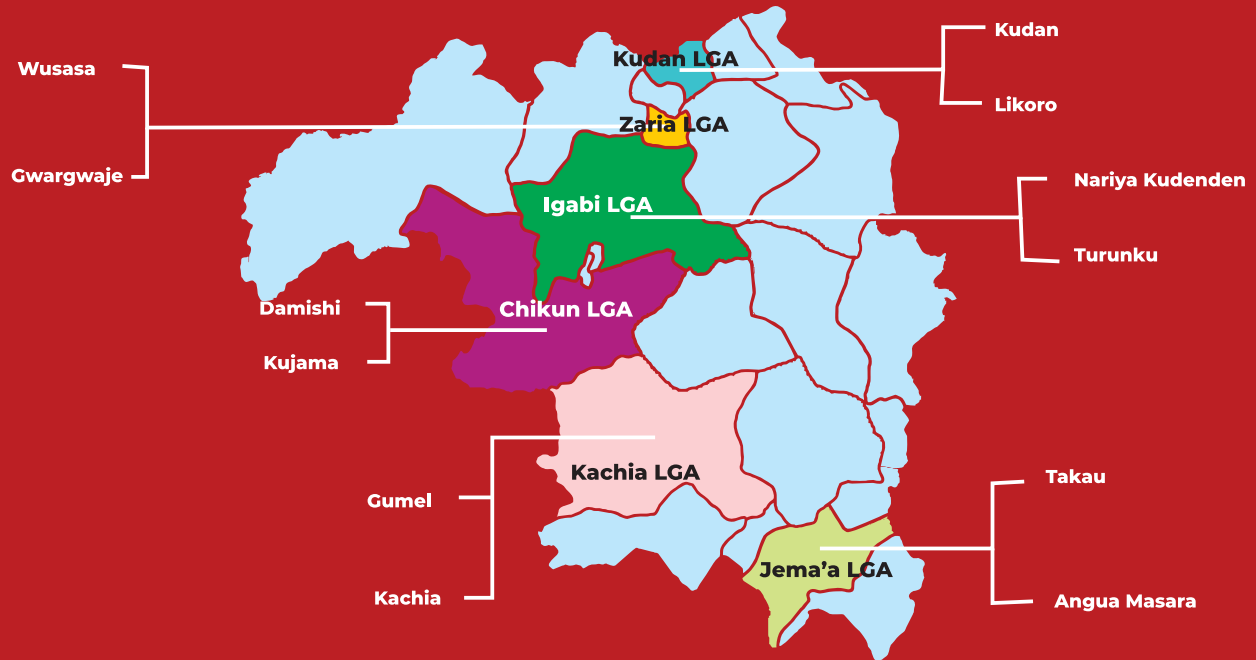 Kudan
Kudan LGA
Wusasa
Likoro
Zaria LGA
Gwargwaje
Nariya Kudenden
Igabi LGA
Turunku
Damishi
Chikun LGA
Kujama
Kachia LGA
Takau
Gumel
Jema’a LGA
Kachia
Angua Masara